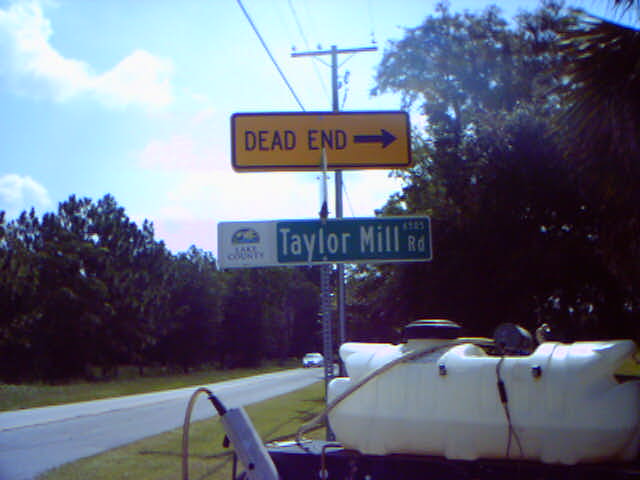 DEAD END
LAKE COUNTY
Taylor Mill Rd